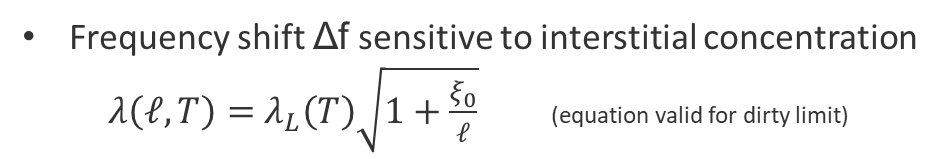 • Frequency shift Δf sensitive to interstitial concentration
λ(ℓ,T) = λ_L(T)√(1 + ξ₀/ℓ) (equation valid for dirty limit)